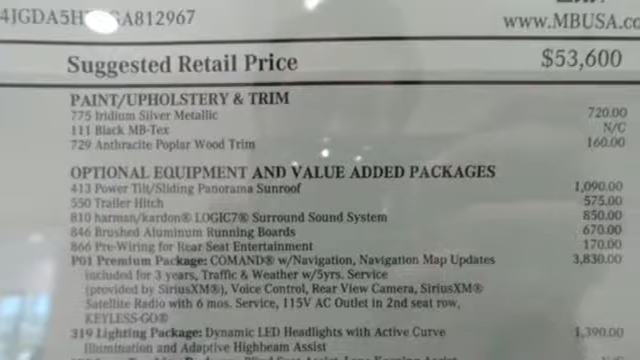 4JGDA5H GA812967
www.MBUSA.co
Suggested Retail Price $53,600
PAINT/UPHOLSTERY & TRIM
775 Iridium Silver Metallic 720.00
111 Black MB-Tex N/C
729 Anthracite Poplar Wood Trim 160.00
OPTIONAL EQUIPMENT AND VALUE ADDED PACKAGES
413 Power Tilt/Sliding Panorama Sunroof 1,090.00
550 Trailer Hitch 575.00
810 harman/kardon® LOGIC7® Surround Sound System 850.00
846 Brushed Aluminum Running Boards 670.00
866 Pre-Wiring for Rear Seat Entertainment 170.00
P01 Premium Package: COMAND® w/Navigation, Navigation Map Updates 3,830.00
included for 3 years, Traffic & Weather w/5yrs. Service
(provided by SiriusXM®), Voice Control, Rear View Camera, SiriusXM®
Satellite Radio with 6 mos. Service, 115V AC Outlet in 2nd seat row,
KEYLESS-GO®
319 Lighting Package: Dynamic LED Headlights with Active Curve 1,390.00
Illumination and Adaptive Highbeam Assist